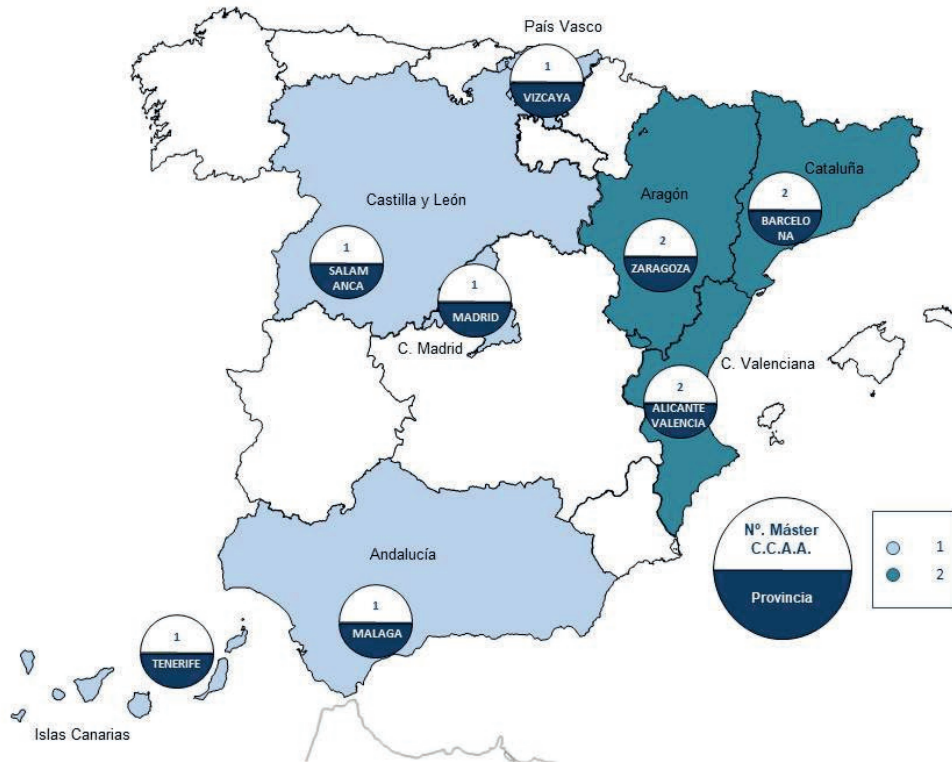 País Vasco
1
VIZCAYA
Castilla y León
Aragón
Cataluña
2
BARCELO
NA
1
SALAM
ANCA
2
ZARAGOZA
1
MADRID
C. Madrid
C. Valenciana
2
ALICANTE
VALENCIA
Nº. Máster
C.C.A.A.
Provincia
1
2
Andalucía
1
MALAGA
1
TENERIFE
Islas Canarias